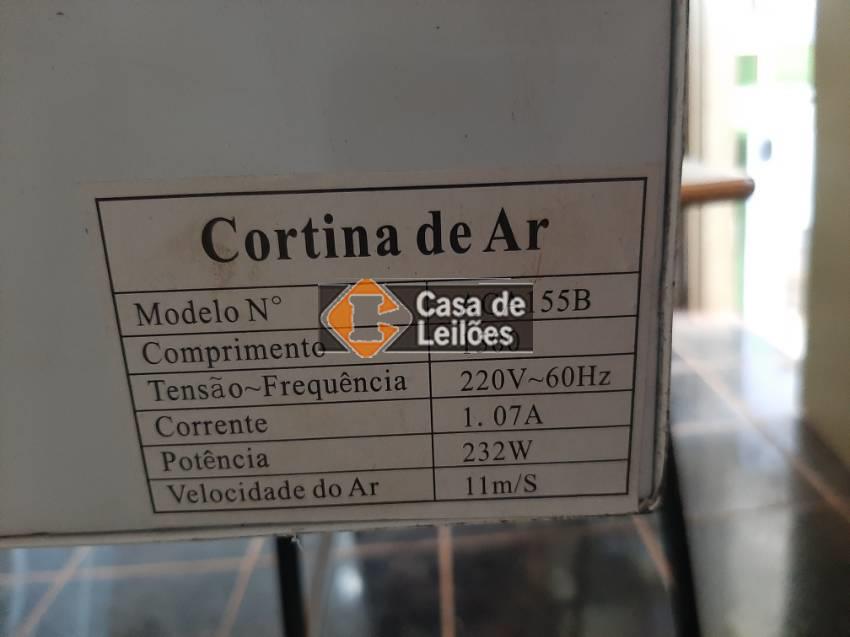 Cortina de Ar
Modelo N° 155B
Comprimento
Tensão~Frequência 220V~60Hz
Corrente 1. 07A
Potência 232W
Velocidade do Ar 11m/S
Casa de
Leilões